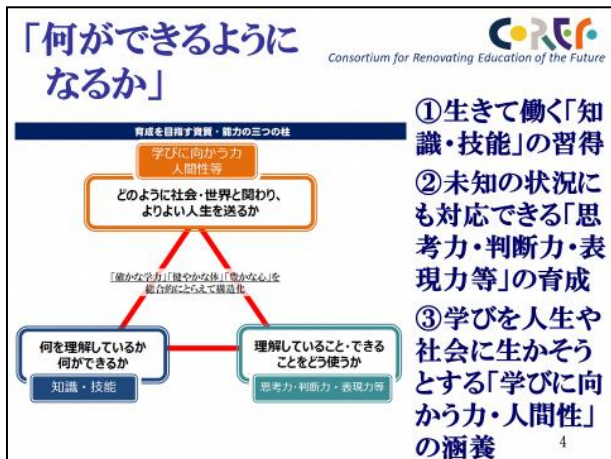 「何ができるように
なるか」
CoREF
Consortium for Renovating Education of the Future
育成を目指す資質・能力の三つの柱
学びに向かう力
人間性等
どのように社会・世界と関わり、
よりよい人生を送るか
「確かな学力」「健やかな体」「豊かな心」を
総合的にとらえて構造化
何を理解しているか
何ができるか
知識・技能
理解していること・できる
ことをどう使うか
思考力・判断力・表現力等
①生きて働く「知
識・技能」の習得
②未知の状況に
も対応できる「思
考力・判断力・表
現力等」の育成
③学びを人生や
社会に生かそう
とする「学びに向
かう力・人間性」
の涵養
4